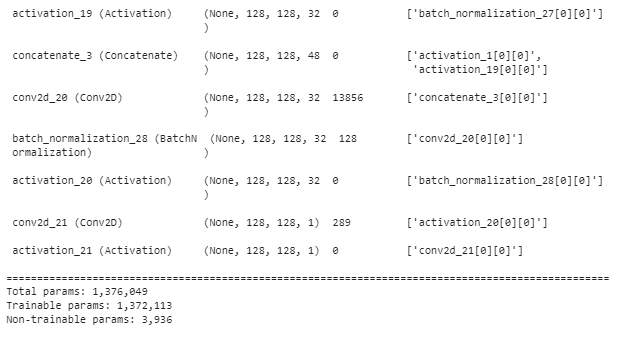 activation_19 (Activation) (None, 128, 128, 32 0 ['batch_normalization_27[0][0]']
)
concatenate_3 (Concatenate) (None, 128, 128, 48 0 ['activation_1[0][0]',
) 'activation_19[0][0]']
conv2d_20 (Conv2D) (None, 128, 128, 32 13856 ['concatenate_3[0][0]']
)
batch_normalization_28 (BatchN (None, 128, 128, 32 128 ['conv2d_20[0][0]']
ormalization) )
activation_20 (Activation) (None, 128, 128, 32 0 ['batch_normalization_28[0][0]']
)
conv2d_21 (Conv2D) (None, 128, 128, 1) 289 ['activation_20[0][0]']
activation_21 (Activation) (None, 128, 128, 1) 0 ['conv2d_21[0][0]']
==================================================================================================
Total params: 1,376,049
Trainable params: 1,372,113
Non-trainable params: 3,936